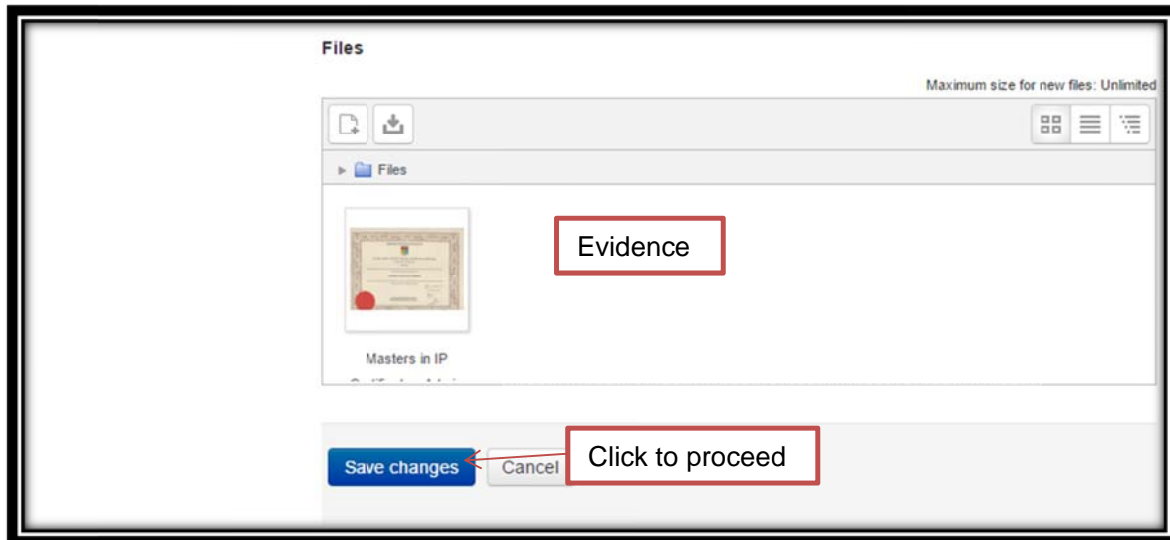 Files
Maximum size for new files: Unlimited
Files
Evidence
Masters in IP
Save changes
Cancel
Click to proceed